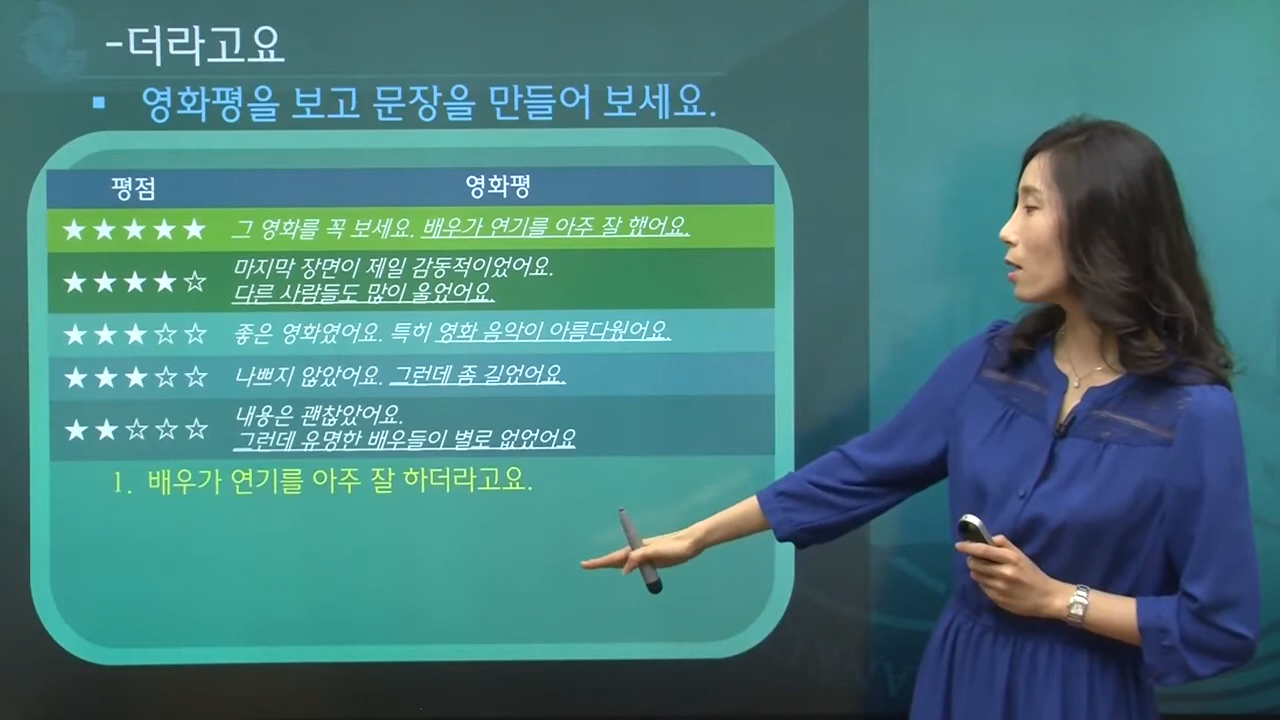 -더라고요
▪ 영화평을 보고 문장을 만들어 보세요.
평점 영화평
★★★★★ 그 영화를 꼭 보세요. 배우가 연기를 아주 잘 했어요.
★★★★☆ 마지막 장면이 제일 감동적이었어요.
다른 사람들도 많이 울었어요.
★★★☆☆ 좋은 영화였어요. 특히 영화 음악이 아름다웠어요.
★★★☆☆ 나쁘지 않았어요. 그런데 좀 길었어요.
★★☆☆☆ 내용은 괜찮았어요.
그런데 유명한 배우들이 별로 없었어요
1. 배우가 연기를 아주 잘 하더라고요.